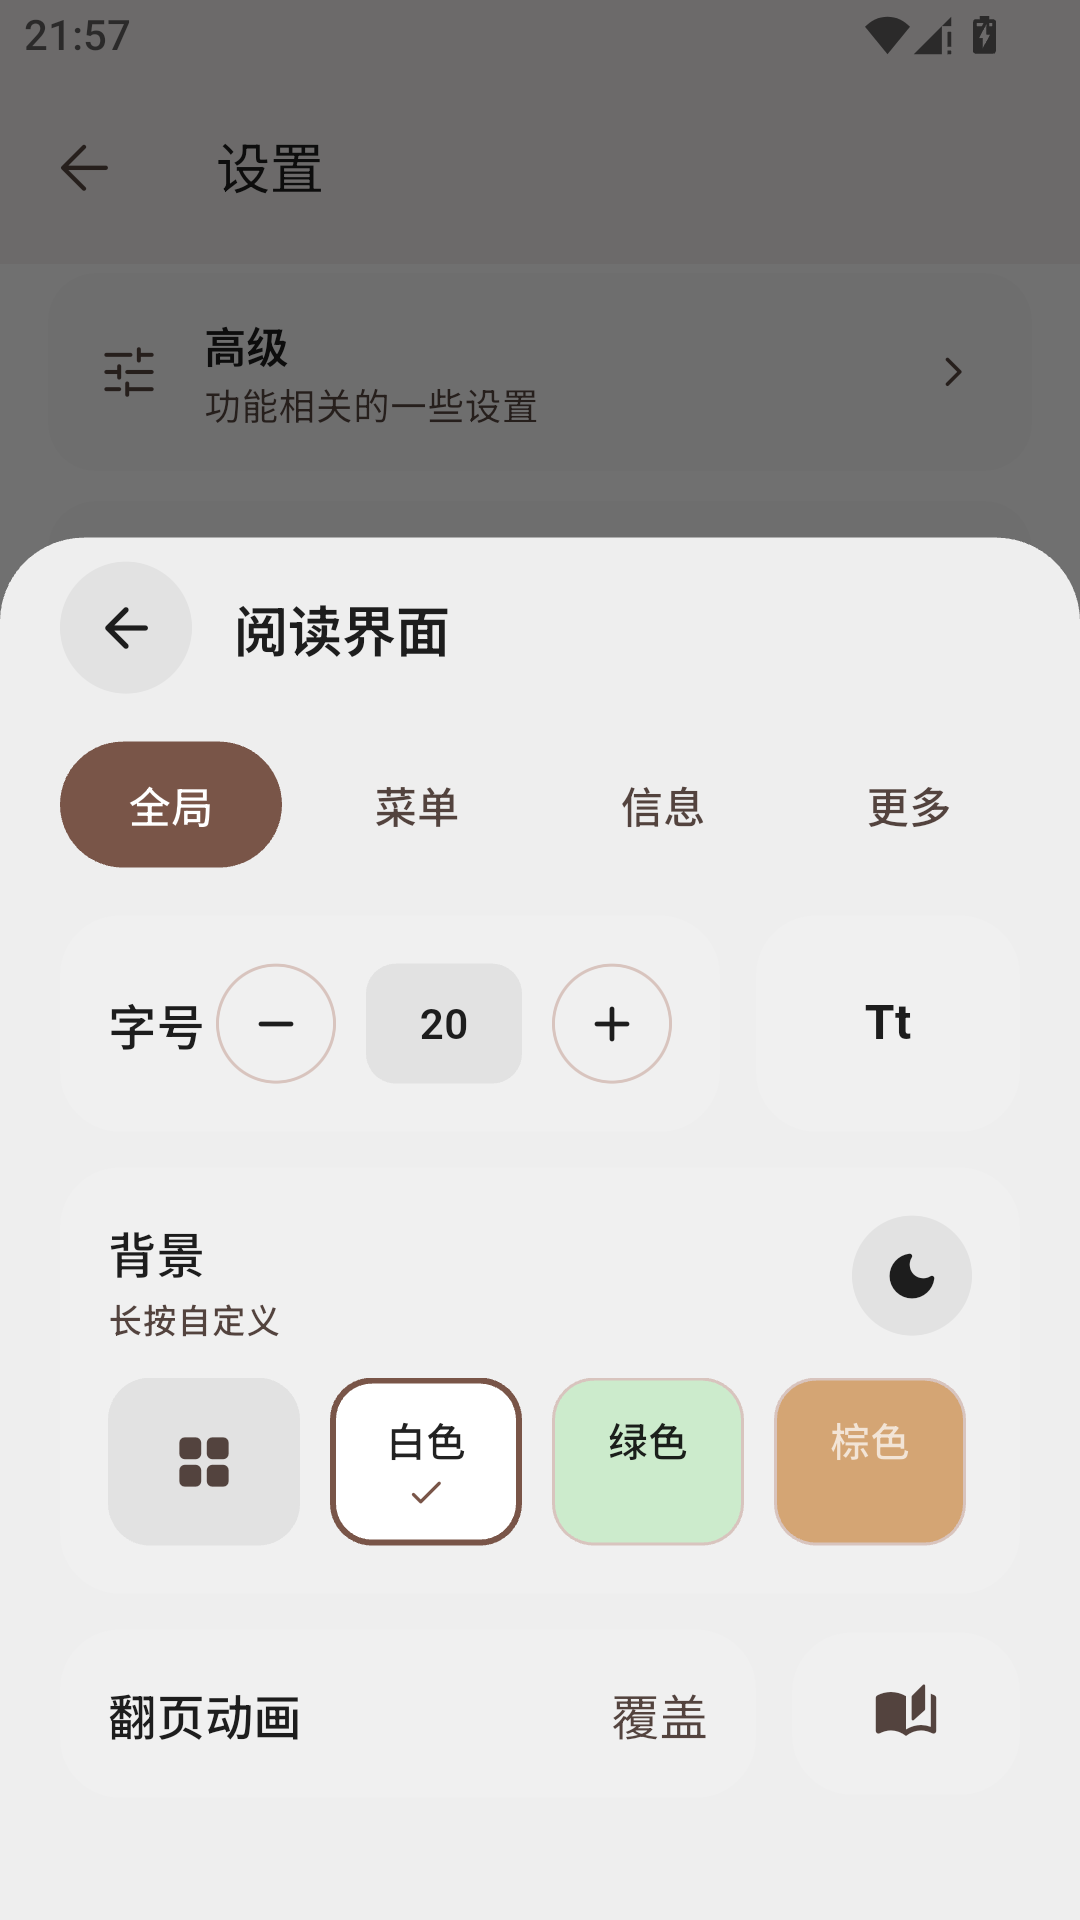 21:57
设置
高级
功能相关的一些设置
阅读界面
全局 菜单 信息 更多
字号 20 Tt
背景
长按自定义
白色 绿色 棕色
翻页动画 覆盖